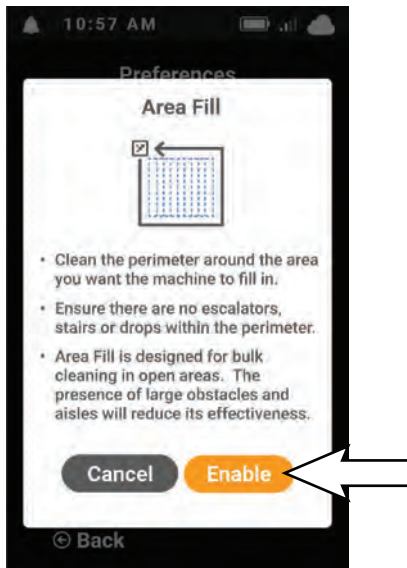 10:57 AM
Preferences
Area Fill
• Clean the perimeter around the area
you want the machine to fill in.
• Ensure there are no escalators,
stairs or drops within the perimeter.
• Area Fill is designed for bulk
cleaning in open areas. The
presence of large obstacles and
aisles will reduce its effectiveness.
Cancel Enable
Back